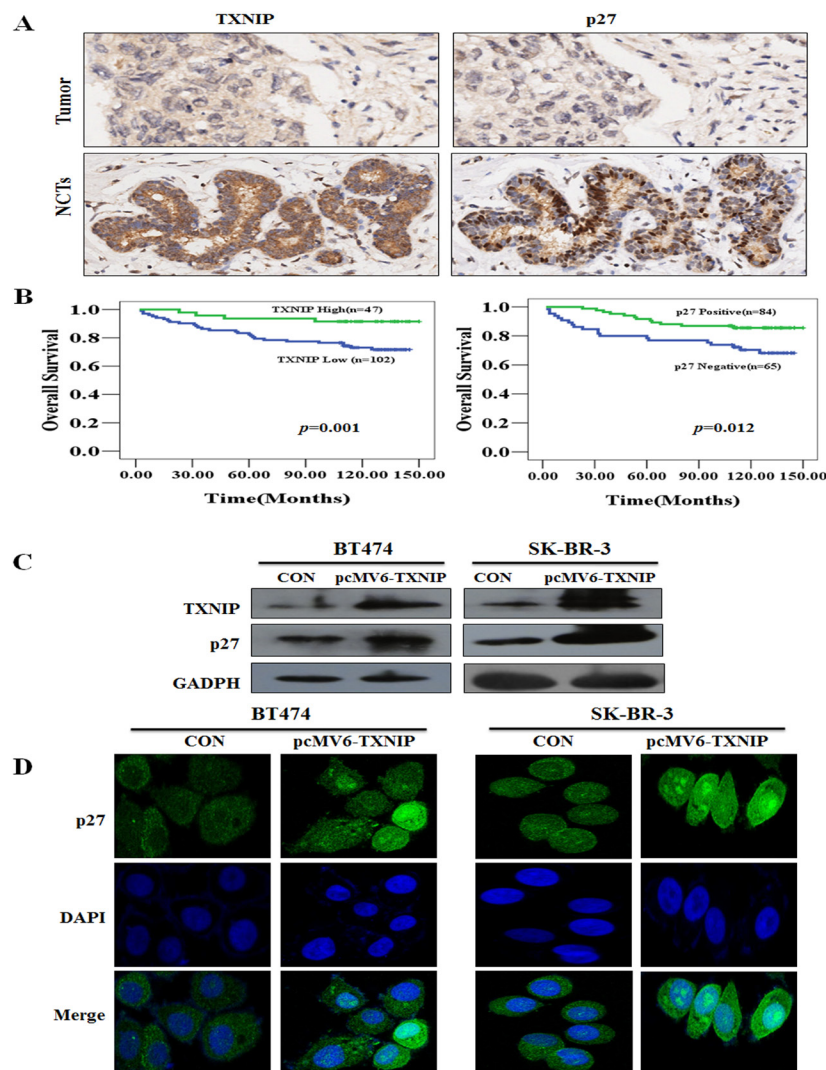 A
TXNIP p27
Tumor
NCTs
B
Overall Survival
1.0
0.8
0.6
0.4
0.2
0.0
TXNIP High(n=47)
TXNIP Low (n=102)
p=0.001
0.00 30.00 60.00 90.00 120.00 150.00
Time(Months)
Overall Survival
1.0
0.8
0.6
0.4
0.2
0.0
p27 Positive(n=84)
p27 Negative(n=65)
p=0.012
0.00 30.00 60.00 90.00 120.00 150.00
Time(Months)
C
BT474 SK-BR-3
CON pcMV6-TXNIP CON pcMV6-TXNIP
TXNIP
p27
GADPH
BT474 SK-BR-3
CON pcMV6-TXNIP CON pcMV6-TXNIP
D
p27
DAPI
Merge